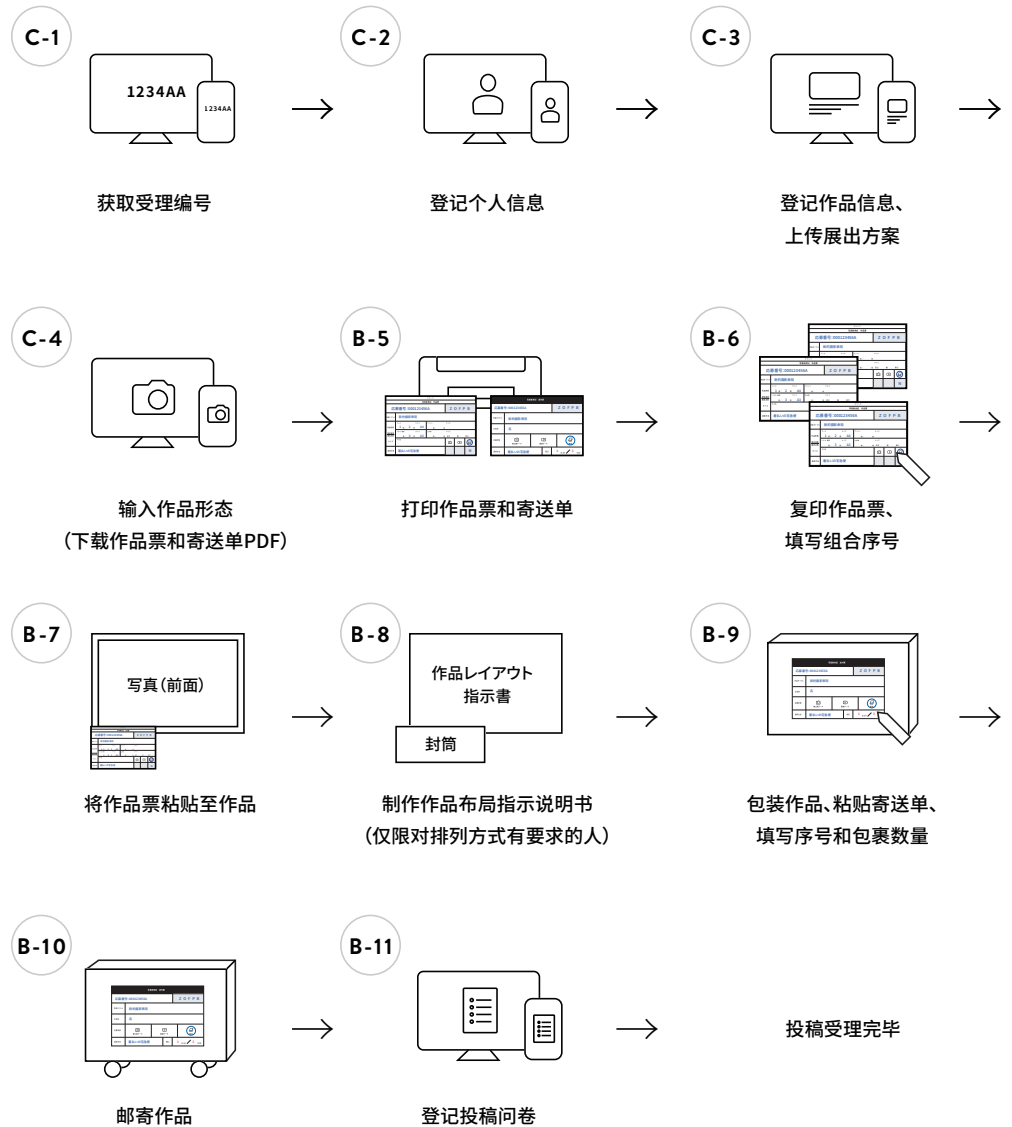 C-1
1234AA
1234AA
获取受理编号
C-2
登记个人信息
C-3
登记作品信息、
上传展出方案
C-4
输入作品形态
（下载作品票和寄送单PDF）
B-5
打印作品票和寄送单
B-6
复印作品票、
填写组合序号
B-7
写真（前面）
将作品票粘贴至作品
B-8
作品レイアウト
指示書
封筒
制作作品布局指示说明书
（仅限对排列方式有要求的人）
B-9
包装作品、粘贴寄送单、
填写序号和包裹数量
B-10
邮寄作品
B-11
登记投稿问卷
投稿受理完毕